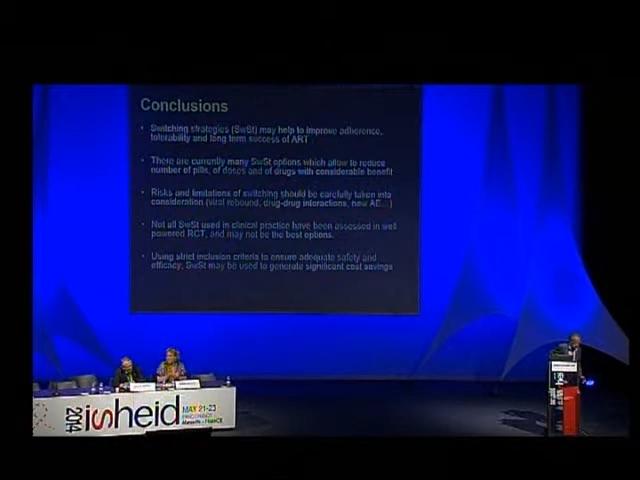 Conclusions
• Switching strategies (SwSt) may help to improve adherence,
tolerability and long term success of ART
• There are currently many SwSt options which allow to reduce
number of pills, of doses and of drugs with considerable benefit
• Risks and limitations of switching should be carefully taken into
consideration (viral rebound, drug-drug interactions, new AE...)
• Not all SwSt used in clinical practice have been assessed in well
powered RCT, and may not be the best options.
• Using strict inclusion criteria to ensure adequate safety and
efficacy, SwSt may be used to generate significant cost savings
2014
isheid
MAY 21-23
Marseille - FRANCE